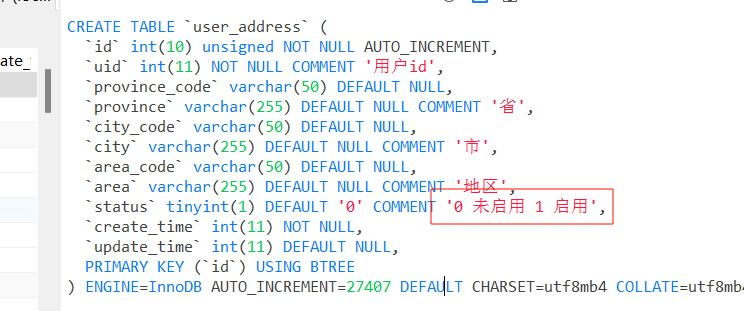 ate_
CREATE TABLE `user_address` (
`id` int(10) unsigned NOT NULL AUTO_INCREMENT,
`uid` int(11) NOT NULL COMMENT '用户id',
`province_code` varchar(50) DEFAULT NULL,
`province` varchar(255) DEFAULT NULL COMMENT '省',
`city_code` varchar(50) DEFAULT NULL,
`city` varchar(255) DEFAULT NULL COMMENT '市',
`area_code` varchar(50) DEFAULT NULL,
`area` varchar(255) DEFAULT NULL COMMENT '地区',
`status` tinyint(1) DEFAULT '0' COMMENT '0 未启用 1 启用',
`create_time` int(11) NOT NULL,
`update_time` int(11) DEFAULT NULL,
PRIMARY KEY (`id`) USING BTREE
) ENGINE=InnoDB AUTO_INCREMENT=27407 DEFAULT CHARSET=utf8mb4 COLLATE=utf8mb4